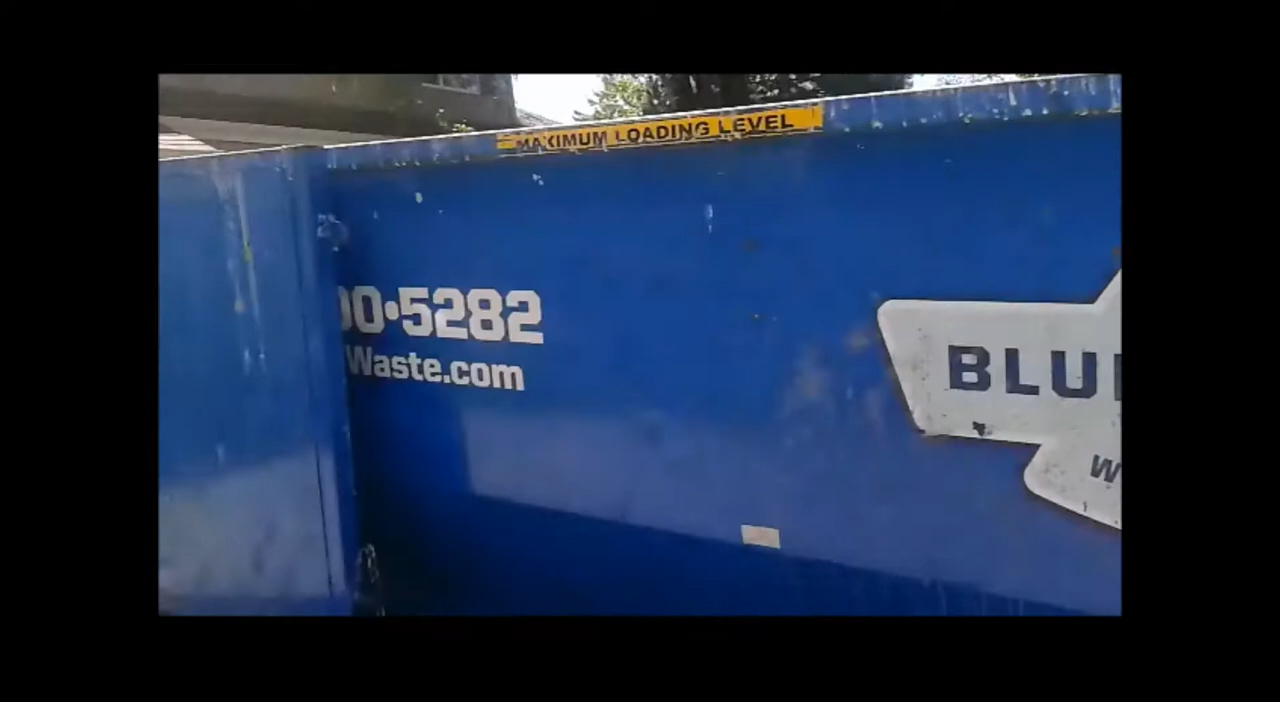 MAXIMUM LOADING LEVEL
00•5282
Waste.com
BLU
W